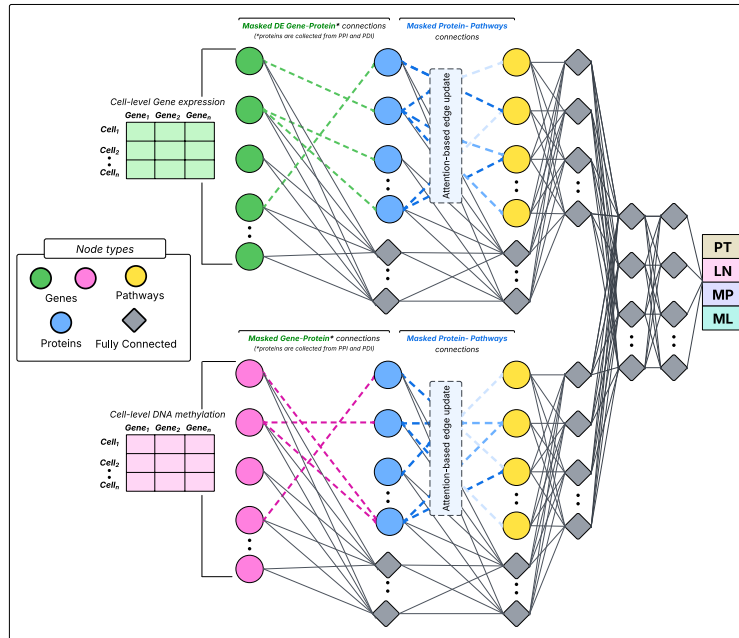 Masked DE Gene-Protein* connections
(*proteins are collected from PPI and PDI)
Masked Protein- Pathways
connections
Cell-level Gene expression
Gene1 Gene2 Genen
Cell1
Cell2
Celln
Attention-based edge update
Node types
Genes
Pathways
Proteins
Fully Connected
PT
LN
MP
ML
Masked Gene-Protein* connections
(*proteins are collected from PPI and PDI)
Masked Protein- Pathways
connections
Cell-level DNA methylation
Gene1 Gene2 Genen
Cell1
Cell2
Celln
Attention-based edge update